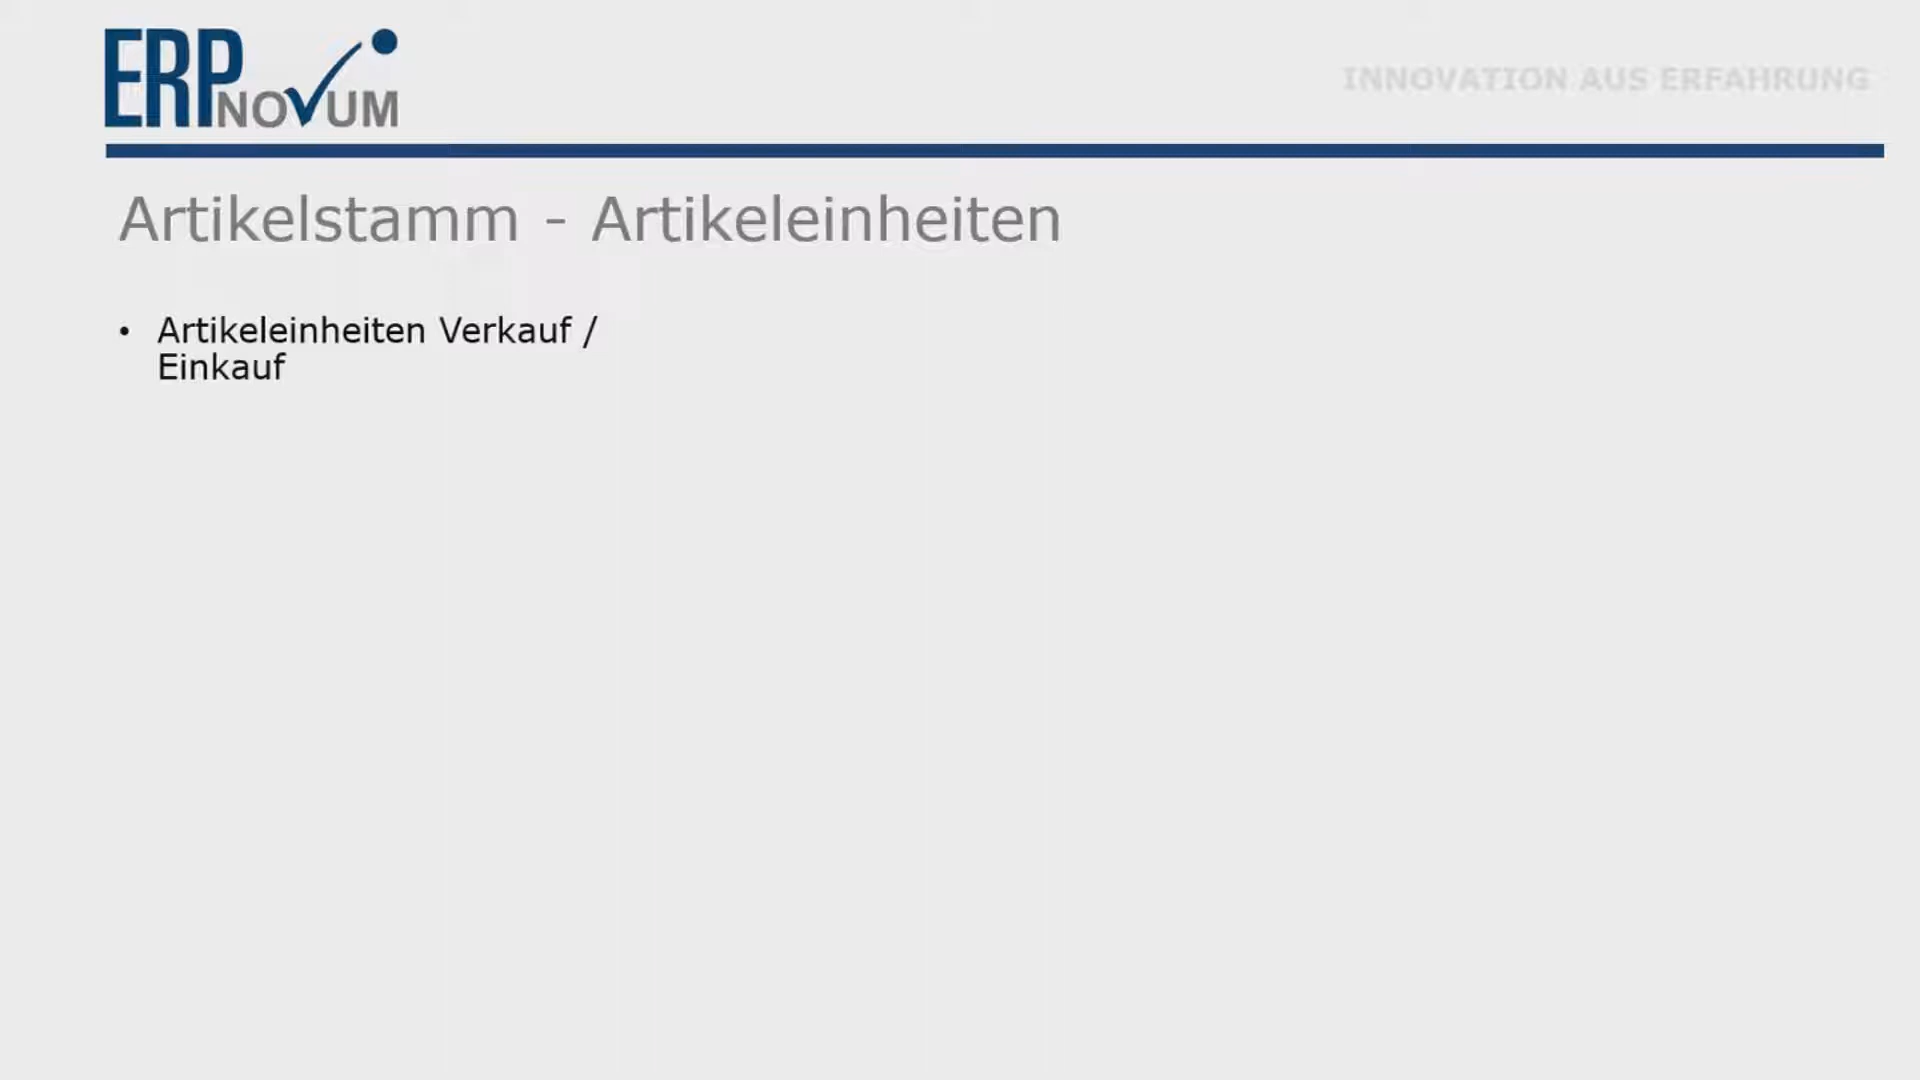 ERP
NOVUM
INNOVATION AUS ERFAHRUNG
Artikelstamm - Artikeleinheiten
• Artikeleinheiten Verkauf /
Einkauf